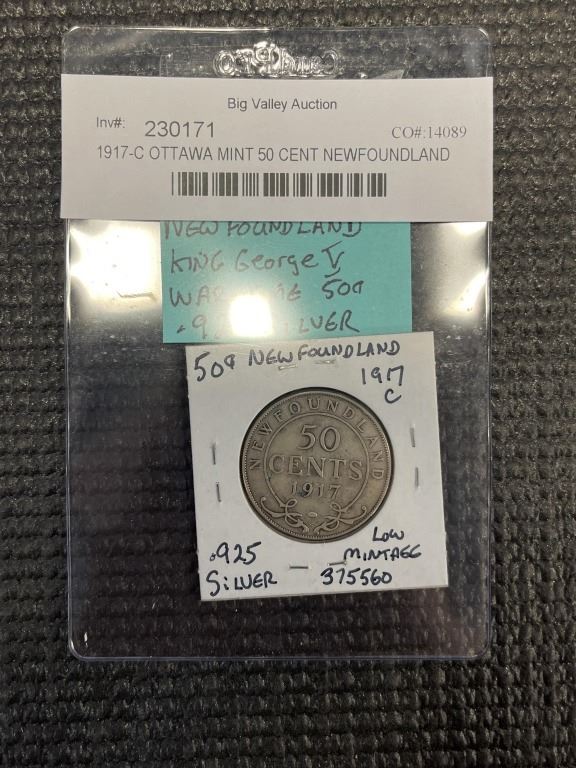 Big Valley Auction
Inv#: 230171 CO#:14089
1917-C OTTAWA MINT 50 CENT NEWFOUNDLAND
NEWFOUNDLAND
KING George V
50¢
SILVER
50¢ NEWFOUNDLAND
1917
C
NEWFOUNDLAND
50
CENTS
1917
.925 LOW MINTAGE
SILVER 375560